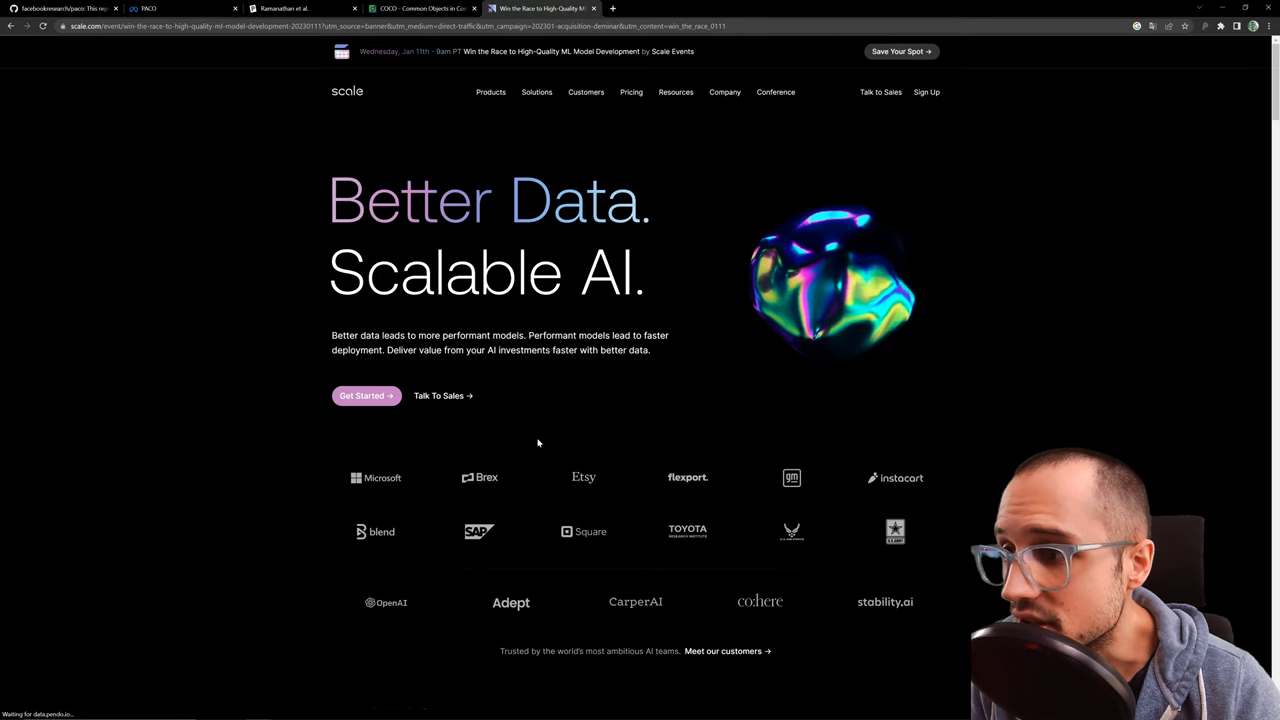 facebookresearch/paco: This rep
PACO
Ramanathan et al.
COCO - Common Objects in Co
Win the Race to High-Quality M
scale.com/event/win-the-race-to-high-quality-ml-model-development-20230111?utm_source=banner&utm_medium=direct-traffic&utm_campaign=202301-acquisition-deminar&utm_content=win_the_race_0111
Wednesday, Jan 11th - 9am PT Win the Race to High-Quality ML Model Development by Scale Events
Save Your Spot →
scale
Products Solutions Customers Pricing Resources Company Conference Talk to Sales Sign Up
Better Data.
Scalable AI.
Better data leads to more performant models. Performant models lead to faster
deployment. Deliver value from your AI investments faster with better data.
Get Started → Talk To Sales →
Microsoft Brex Etsy flexport. gm instacart
blend SAP Square TOYOTA RESEARCH INSTITUTE U.S. AIR FORCE U.S. ARMY
OpenAI Adept CarperAI co:here stability.ai
Trusted by the world's most ambitious AI teams. Meet our customers →
Waiting for data.pendo.io...